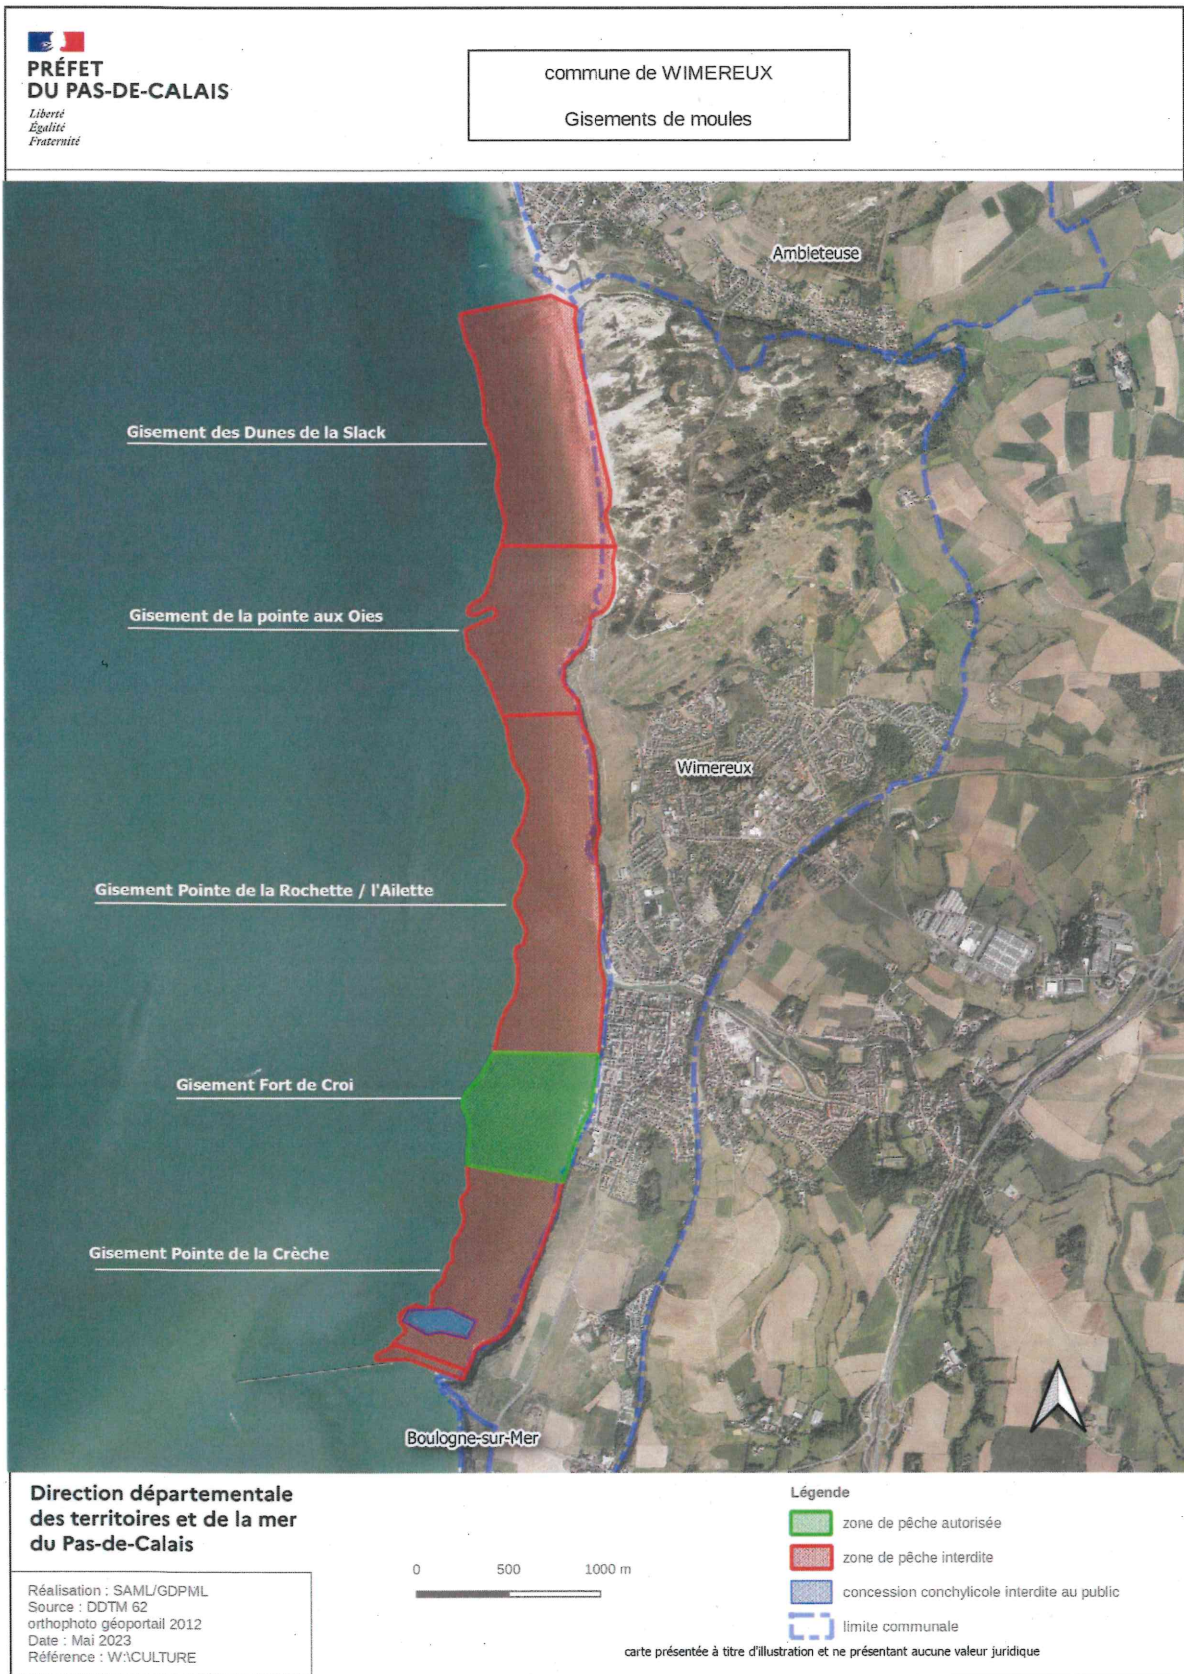 PRÉFET
DU PAS-DE-CALAIS
Liberté
Égalité
Fraternité
commune de WIMEREUX
Gisements de moules
Ambleteuse
Gisement des Dunes de la Slack
Gisement de la pointe aux Oies
Wimereux
Gisement Pointe de la Rochette / l'Ailette
Gisement Fort de Croi
Gisement Pointe de la Crèche
Boulogne-sur-Mer
Direction départementale
des territoires et de la mer
du Pas-de-Calais
Réalisation : SAML/GDPML
Source : DDTM 62
orthophoto géoportail 2012
Date : Mai 2023
Référence : W:\CULTURE
0 500 1000 m
Légende
zone de pêche autorisée
zone de pêche interdite
concession conchylicole interdite au public
limite communale
carte présentée à titre d'illustration et ne présentant aucune valeur juridique